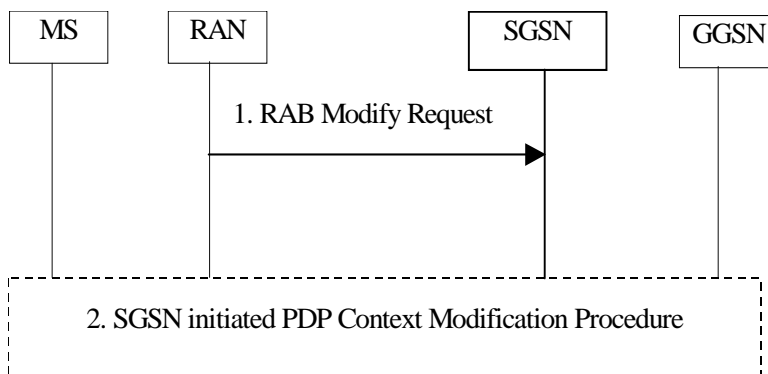 MS
RAN
SGSN
GGSN
1. RAB Modify Request
2. SGSN initiated PDP Context Modification Procedure